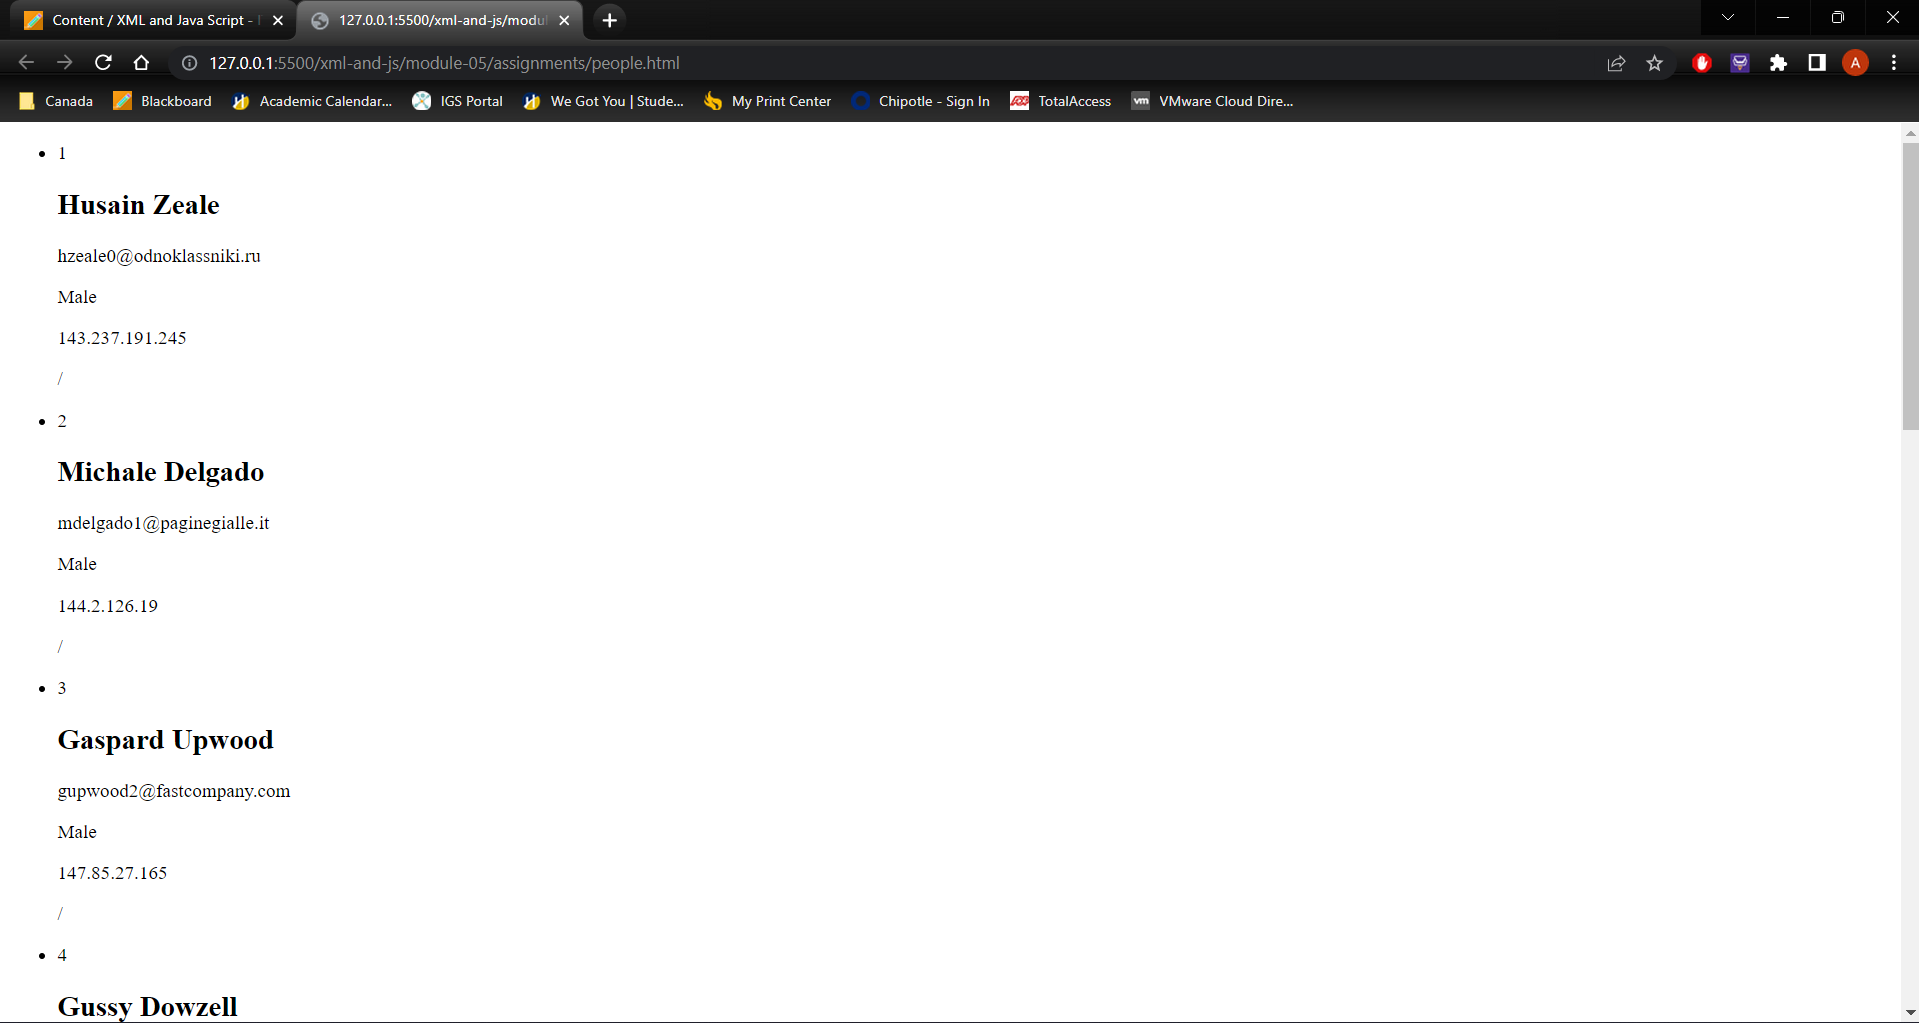 Content / XML and Java Script -
127.0.0.1:5500/xml-and-js/modu
127.0.0.1:5500/xml-and-js/module-05/assignments/people.html
A
Canada
Blackboard
Academic Calendar...
IGS Portal
We Got You | Stude...
My Print Center
Chipotle - Sign In
ADP
TotalAccess
vm
VMware Cloud Dire...
• 1
Husain Zeale
hzeale0@odnoklassniki.ru
Male
143.237.191.245
/
• 2
Michale Delgado
mdelgado1@paginegialle.it
Male
144.2.126.19
/
• 3
Gaspard Upwood
gupwood2@fastcompany.com
Male
147.85.27.165
/
• 4
Gussy Dowzell